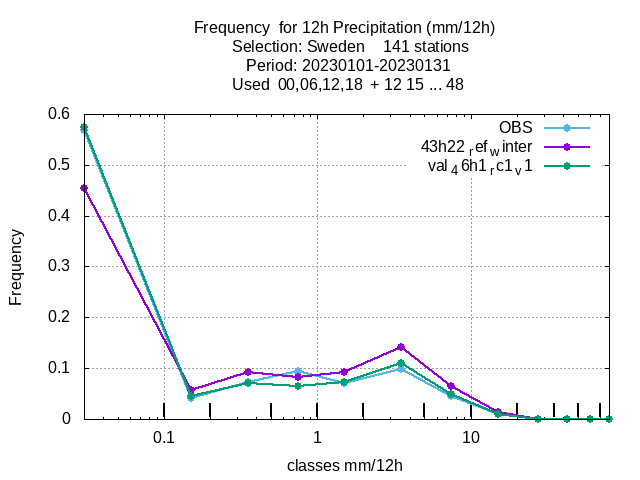 Frequency  for 12h Precipitation (mm/12h)
Selection: Sweden    141 stations
Period: 20230101-20230131
Used  00,06,12,18  + 12 15 ... 48
0.6
OBS
43h22 r ef w inter
val 4 6h1 r c1 v 1
0.5
0.4
0.3
0.2
0.1
0
Frequency
0.1 1 10
classes mm/12h